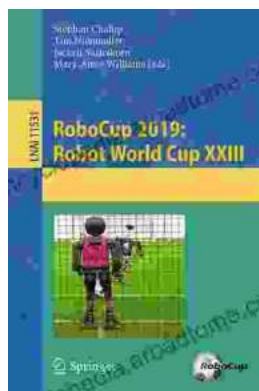 Stephan Chalup
Tim Niemueller
Jackrit Suthakorn
Mary-Anne Williams (Eds.)
LNAI 11531
RoboCup 2019:
Robot World Cup XXIII
RoboCup
Springer